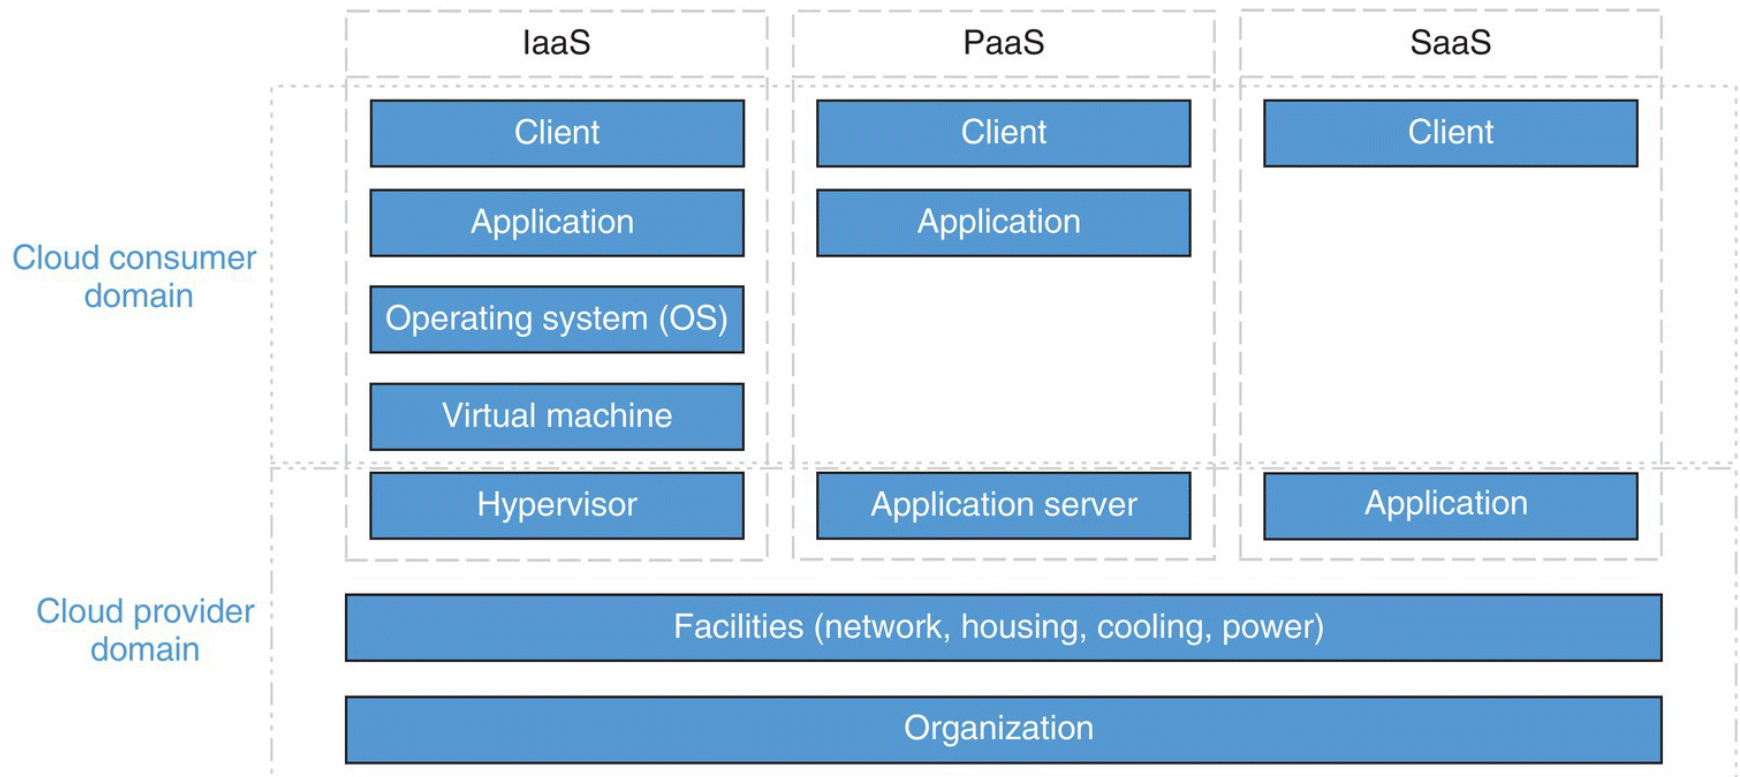 IaaS
PaaS
SaaS
Client
Client
Client
Application
Application
Cloud consumer
domain
Operating system (OS)
Virtual machine
Hypervisor
Application server
Application
Cloud provider
domain
Facilities (network, housing, cooling, power)
Organization